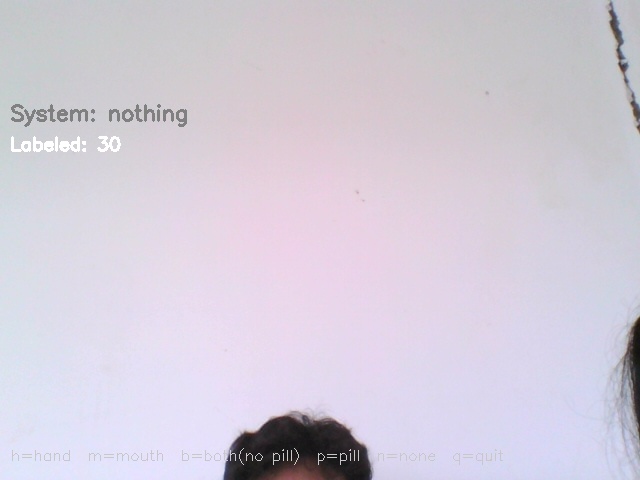 System: nothing
Labeled: 30
h=hand m=mouth b=both(no pill) p=pill n=none q=quit